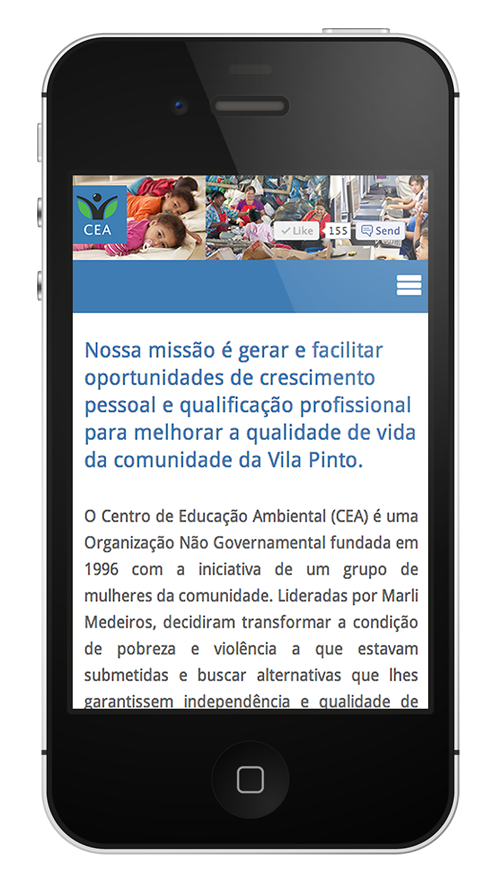 CEA
Like
155
Send
Nossa missão é gerar e facilitar
oportunidades de crescimento
pessoal e qualificação profissional
para melhorar a qualidade de vida
da comunidade da Vila Pinto.
O Centro de Educação Ambiental (CEA) é uma
Organização Não Governamental fundada em
1996 com a iniciativa de um grupo de
mulheres da comunidade. Lideradas por Marli
Medeiros, decidiram transformar a condição
de pobreza e violência a que estavam
submetidas e buscar alternativas que lhes
garantissem independência e qualidade de